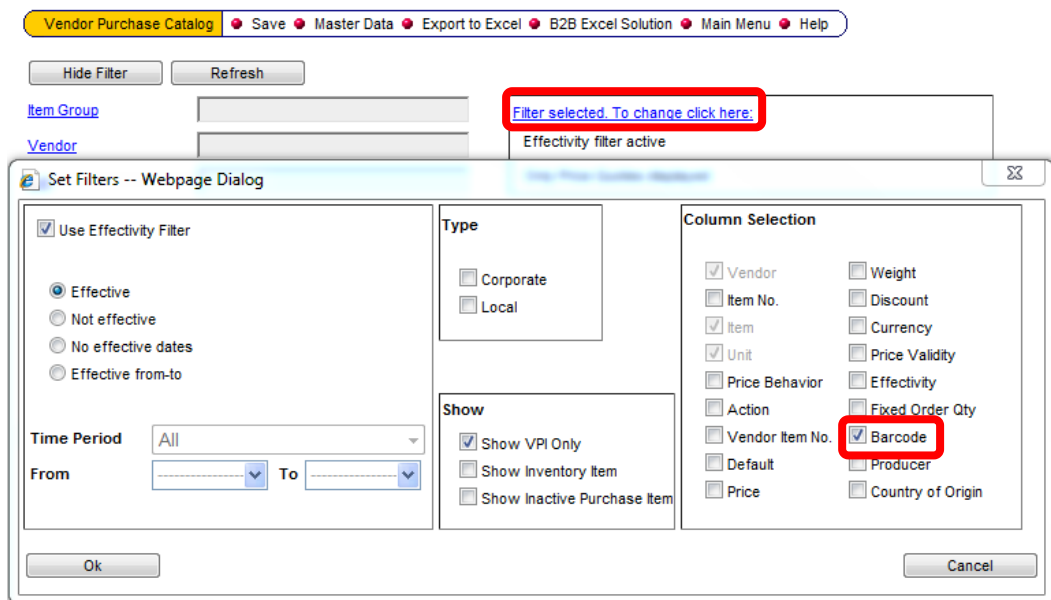 Vendor Purchase Catalog Save Master Data Export to Excel B2B Excel Solution Main Menu Help
Hide Filter Refresh
Item Group
Filter selected. To change click here:
Vendor
Effectivity filter active
Set Filters -- Webpage Dialog
Use Effectivity Filter
Effective
Not effective
No effective dates
Effective from-to
Time Period All
From To
Type
Corporate
Local
Show
Show VPI Only
Show Inventory Item
Show Inactive Purchase Item
Column Selection
Vendor Weight
Item No. Discount
Item Currency
Unit Price Validity
Price Behavior Effectivity
Action Fixed Order Qty
Vendor Item No. Barcode
Default Producer
Price Country of Origin
Ok Cancel